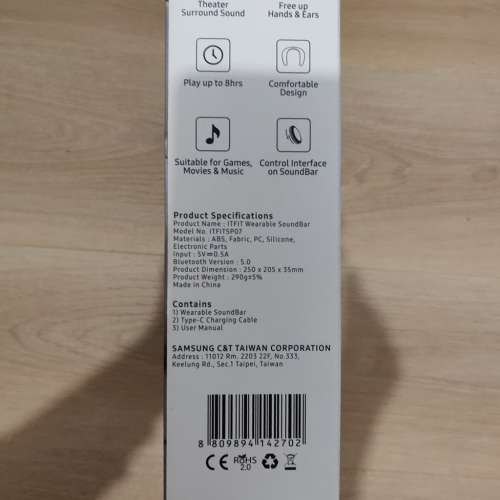 Theater
Surround Sound
Free up
Hands & Ears
Play up to 8hrs
Comfortable
Design
Suitable for Games,
Movies & Music
Control Interface
on SoundBar
Product Specifications
Product Name : ITFIT Wearable SoundBar
Model No. ITFITSP07
Materials : ABS, Fabric, PC, Silicone,
Electronic Parts
Input : 5V⎓0.5A
Bluetooth Version : 5.0
Product Dimension : 250 x 205 x 35mm
Product Weight : 290g±5%
Made in China
Contains
1) Wearable SoundBar
2) Type-C Charging Cable
3) User Manual
SAMSUNG C&T TAIWAN CORPORATION
Address : 11012 Rm. 2203 22F, No.333,
Keelung Rd., Sec.1 Taipei, Taiwan
8 809894 142702
CE RoHS
2.0